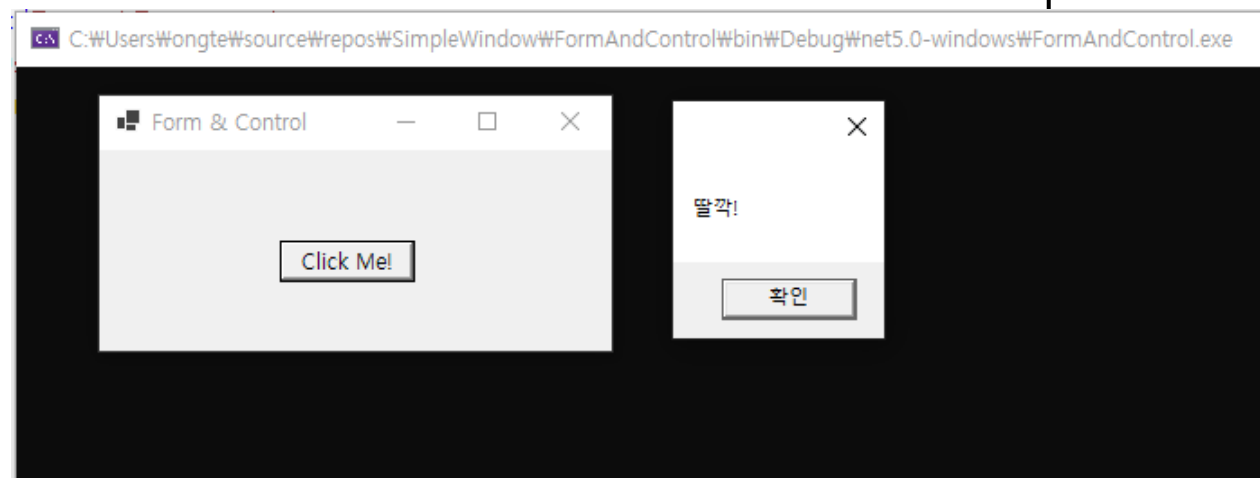 C:₩Users₩ongte₩source₩repos₩SimpleWindow₩FormAndControl₩bin₩Debug₩net5.0-windows₩FormAndControl.exe
Form & Control
딸깍!
Click Me!
확인